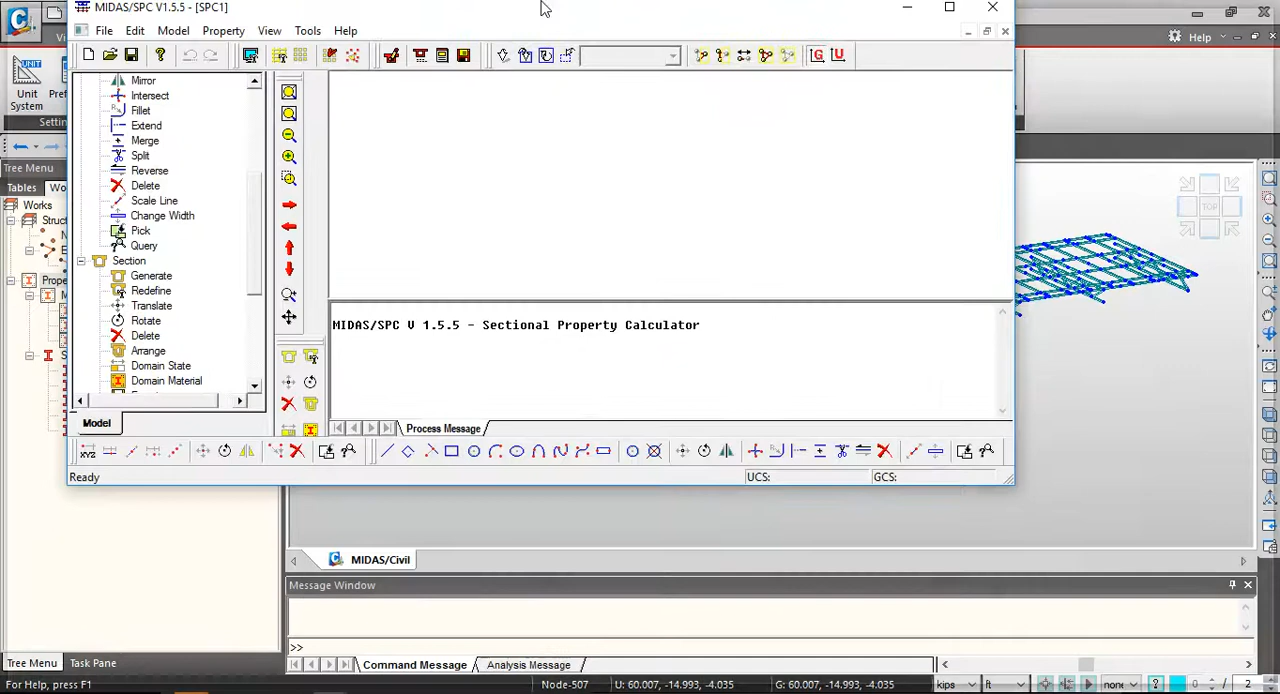 MIDAS/SPC V1.5.5 - [SPC1]
File Edit Model Property View Tools Help
Help
Unit
System
Mirror
Intersect
Fillet
Extend
Merge
Split
Reverse
Delete
Scale Line
Change Width
Pick
Query
Section
Generate
Redefine
Translate
Rotate
Delete
Arrange
Domain State
Domain Material
Model
Tree Menu
Tables
Works
TOP
MIDAS/SPC V 1.5.5 - Sectional Property Calculator
Process Message
XYZ
Ready
UCS:
GCS:
MIDAS/Civil
Message Window
>>
Command Message
Analysis Message
Tree Menu
Task Pane
For Help, press F1
Node-507
U: 60.007, -14.993, -4.035
G: 60.007, -14.993, -4.035
kips
ft
none
0
/ 2